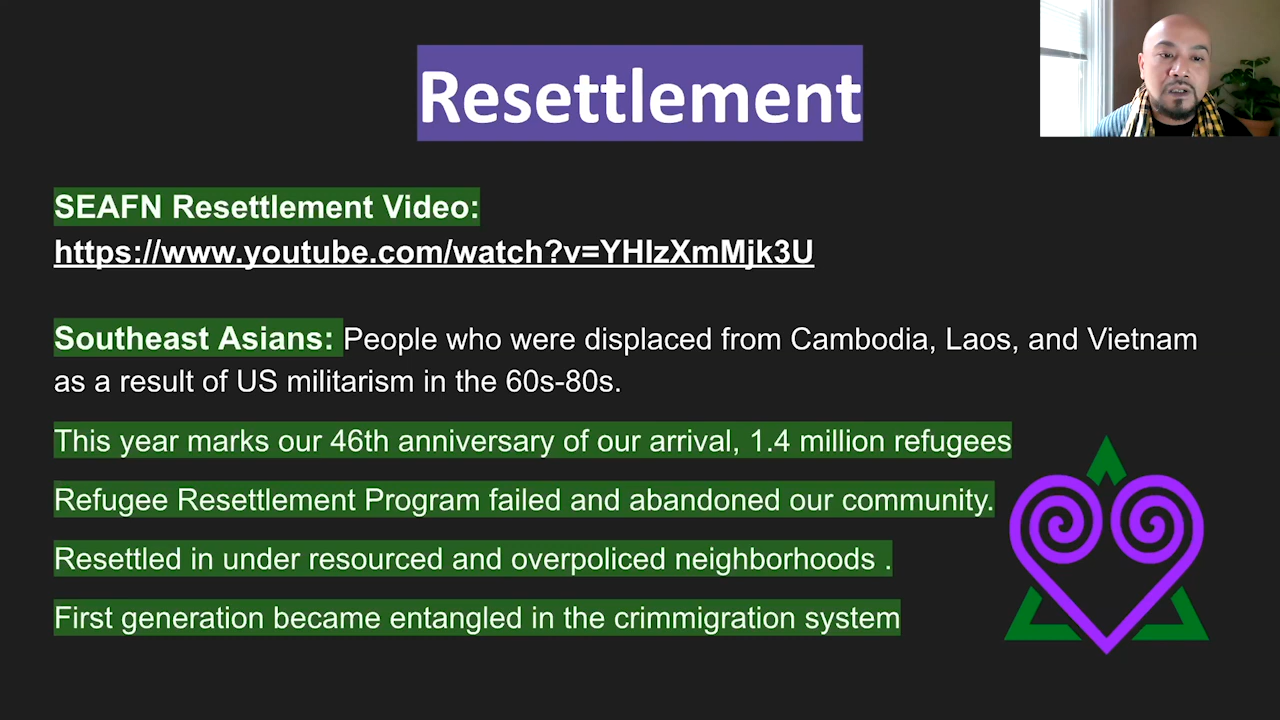 Resettlement
SEAFN Resettlement Video:
https://www.youtube.com/watch?v=YHIzXmMjk3U
Southeast Asians: People who were displaced from Cambodia, Laos, and Vietnam
as a result of US militarism in the 60s-80s.
This year marks our 46th anniversary of our arrival, 1.4 million refugees
Refugee Resettlement Program failed and abandoned our community.
Resettled in under resourced and overpoliced neighborhoods .
First generation became entangled in the crimmigration system